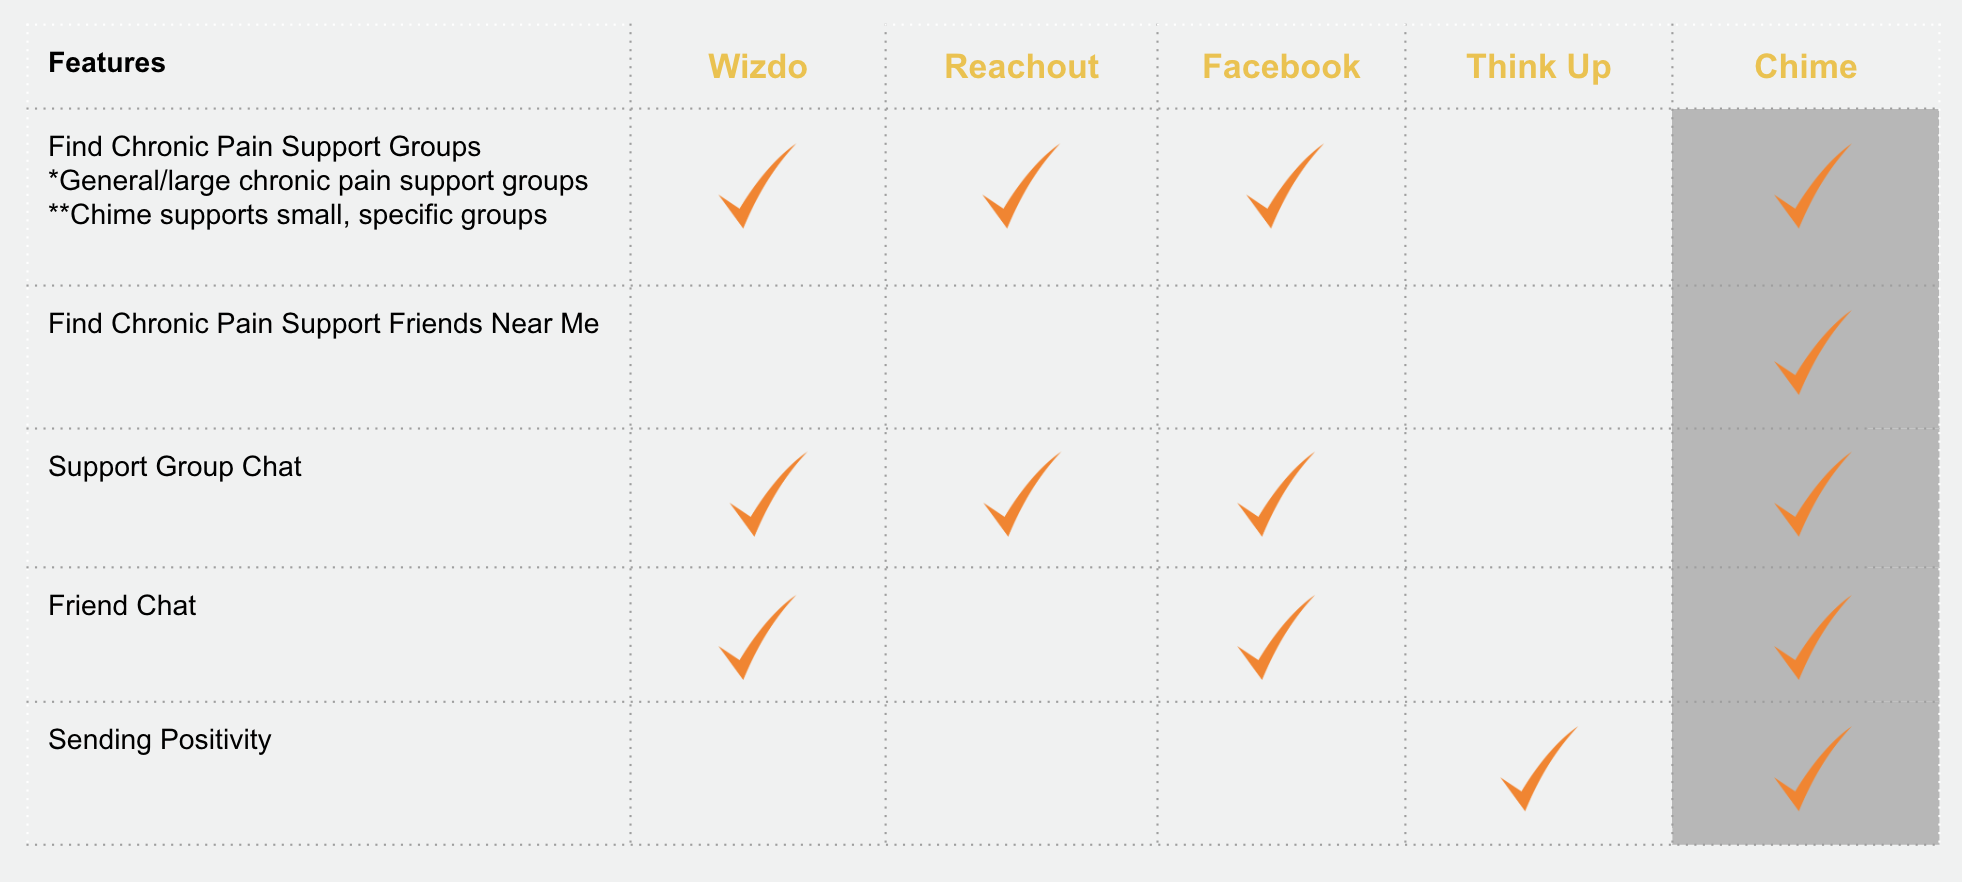 Features
Wizdo
Reachout
Facebook
Think Up
Chime
Find Chronic Pain Support Groups
*General/large chronic pain support groups
**Chime supports small, specific groups
Find Chronic Pain Support Friends Near Me
Support Group Chat
Friend Chat
Sending Positivity